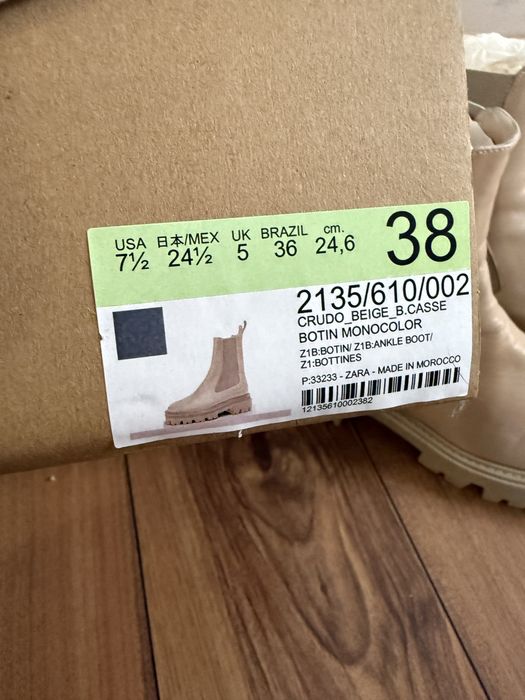 USA 日本/MEX UK BRAZIL cm. 38
7½ 24½ 5 36 24,6
2135/610/002
CRUDO_BEIGE_B.CASSE
BOTIN MONOCOLOR
Z1B:BOTIN/ Z1B:ANKLE BOOT/
Z1:BOTTINES
P:33233 - ZARA - MADE IN MOROCCO
12135610002382